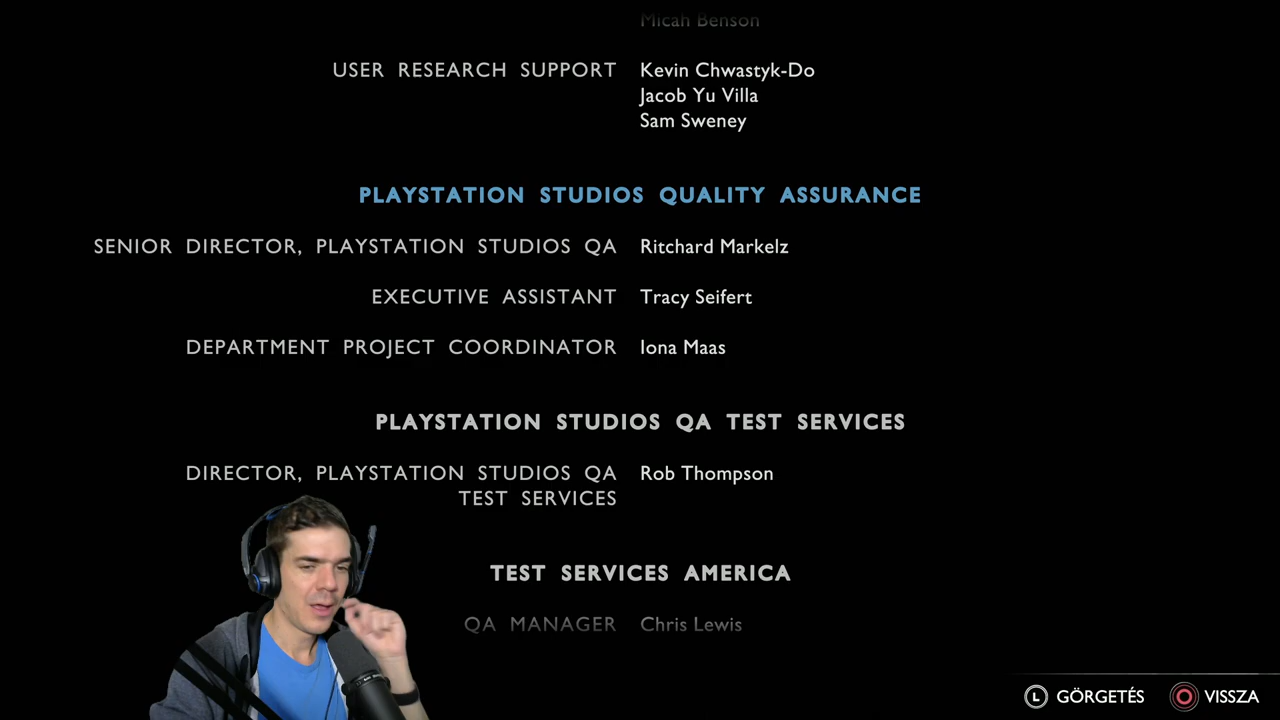 Micah Benson
USER RESEARCH SUPPORT Kevin Chwastyk-Do
Jacob Yu Villa
Sam Sweney
PLAYSTATION STUDIOS QUALITY ASSURANCE
SENIOR DIRECTOR, PLAYSTATION STUDIOS QA Ritchard Markelz
EXECUTIVE ASSISTANT Tracy Seifert
DEPARTMENT PROJECT COORDINATOR Iona Maas
PLAYSTATION STUDIOS QA TEST SERVICES
DIRECTOR, PLAYSTATION STUDIOS QA Rob Thompson
TEST SERVICES
TEST SERVICES AMERICA
QA MANAGER Chris Lewis
L GÖRGETÉS VISSZA